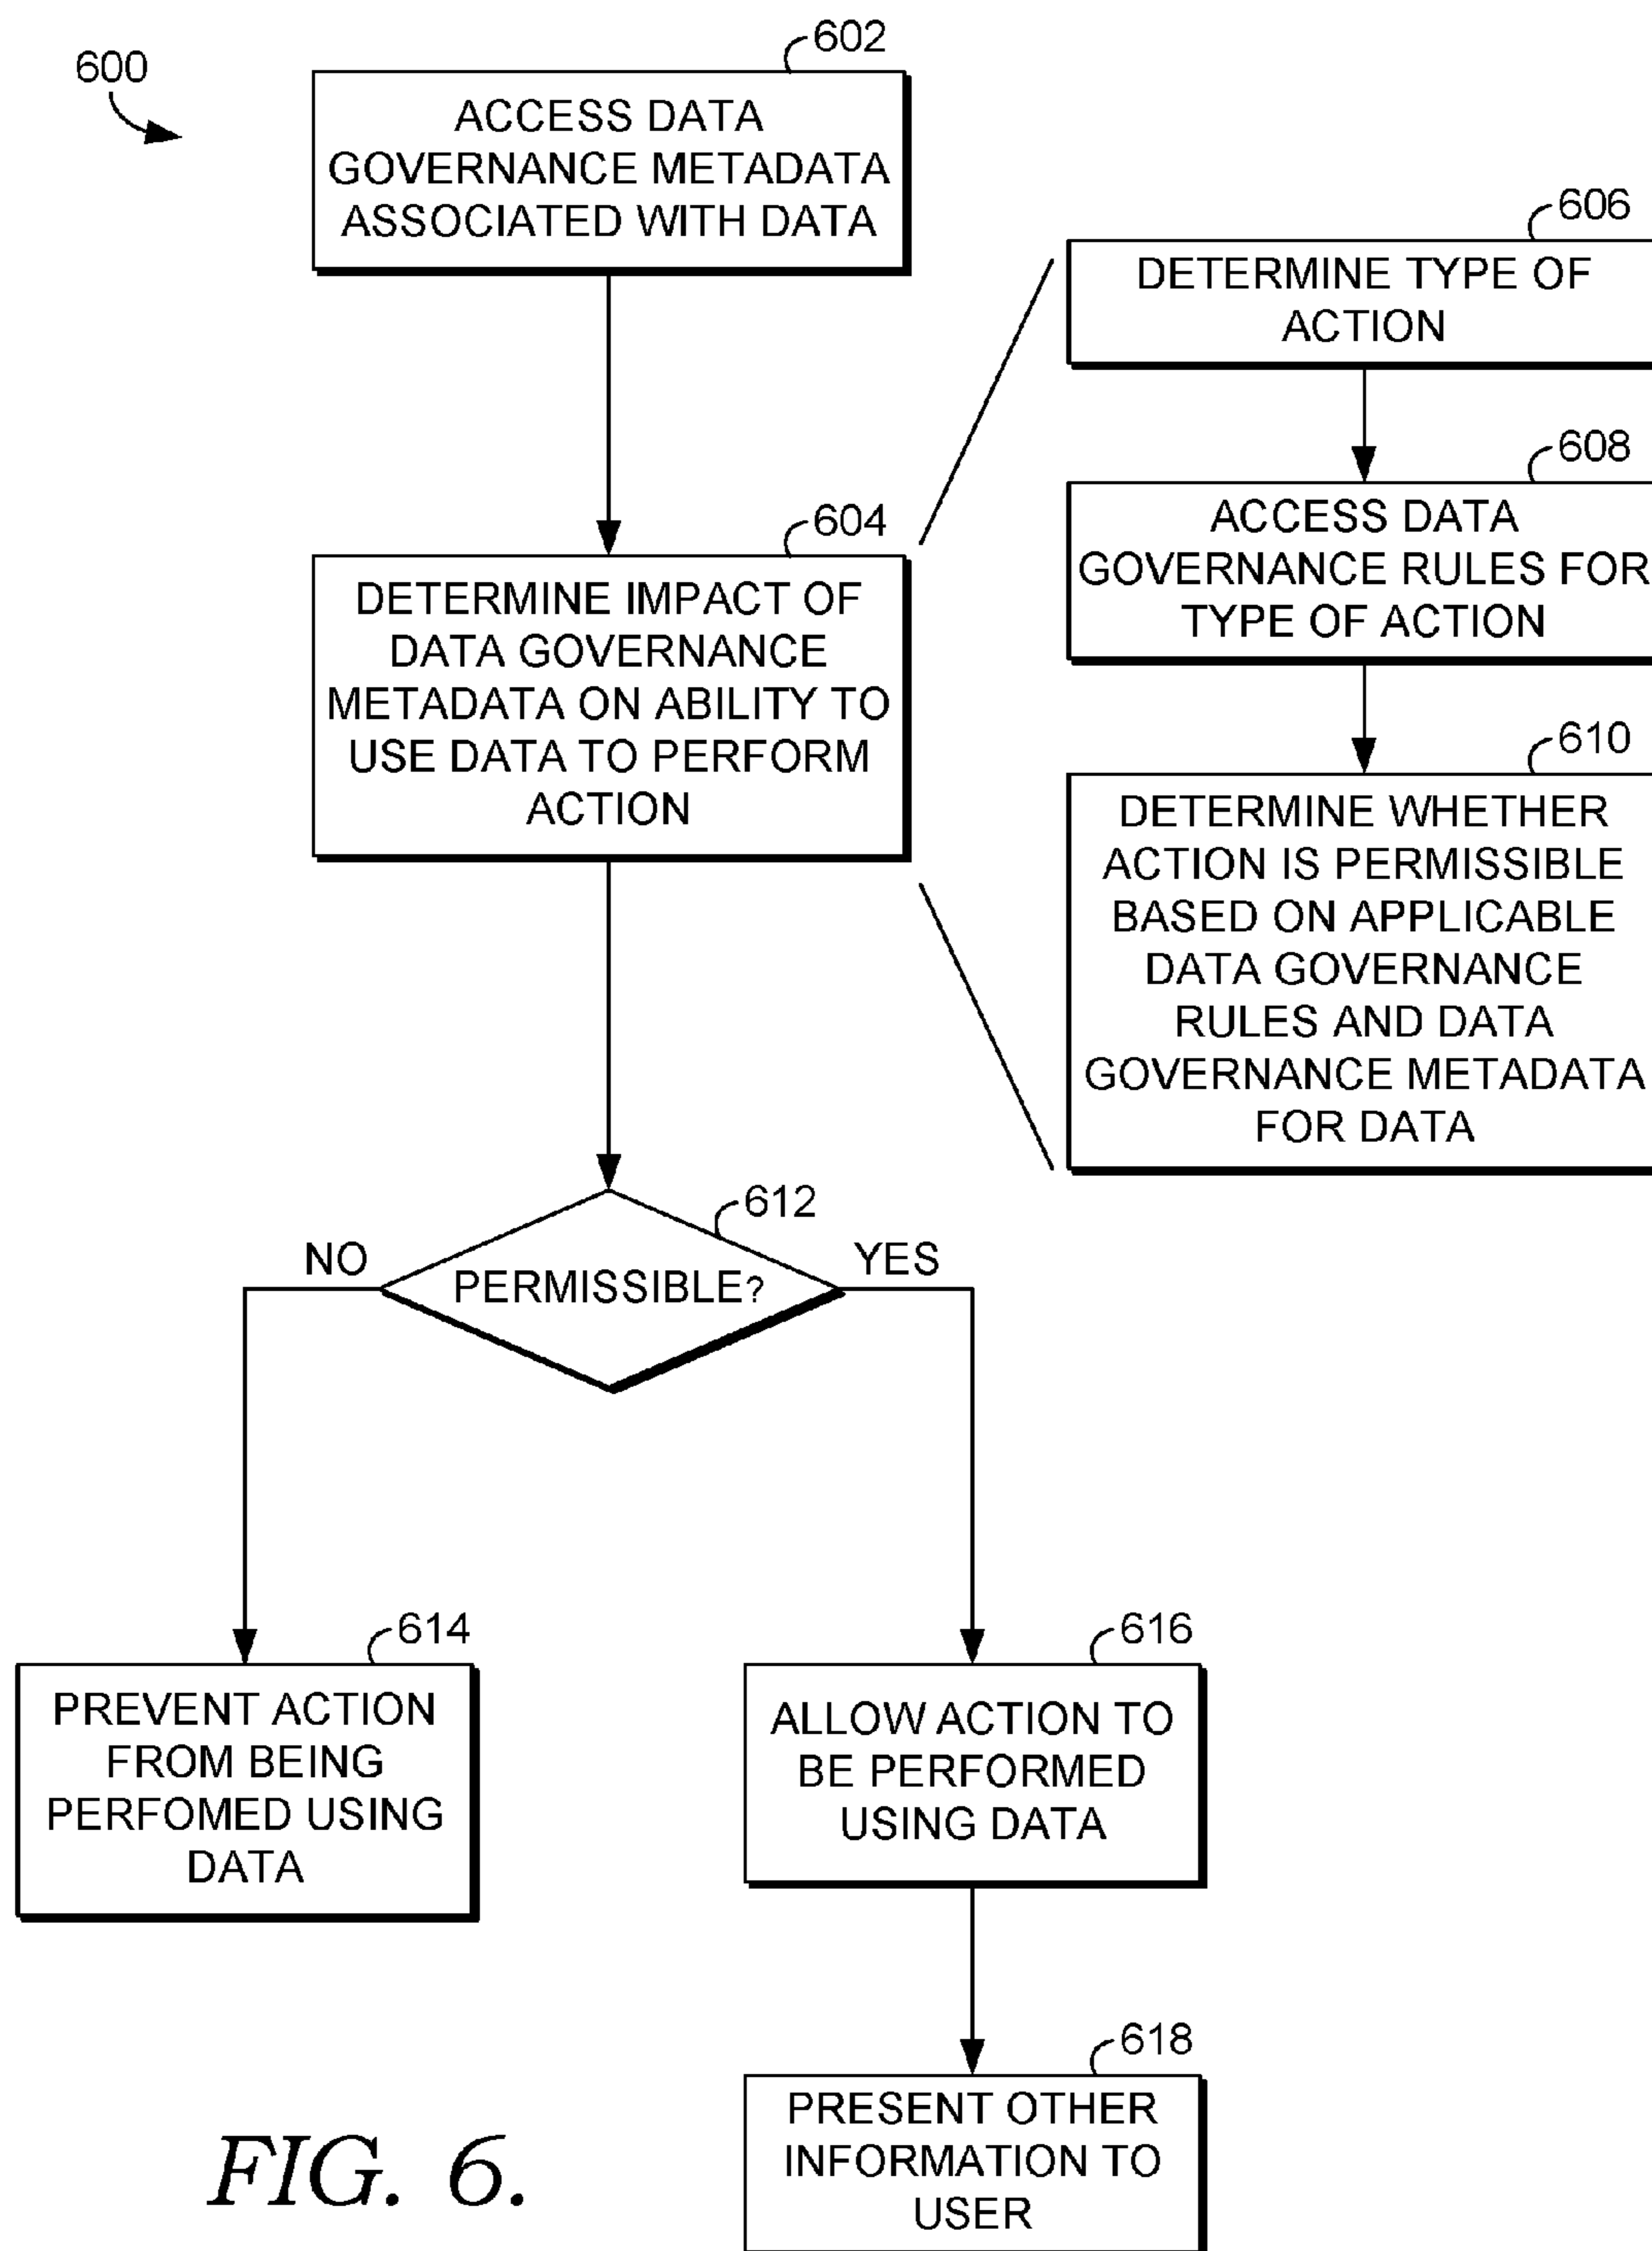 600
602
ACCESS DATA
GOVERNANCE METADATA
ASSOCIATED WITH DATA
604
DETERMINE IMPACT OF
DATA GOVERNANCE
METADATA ON ABILITY TO
USE DATA TO PERFORM
ACTION
606
DETERMINE TYPE OF
ACTION
608
ACCESS DATA
GOVERNANCE RULES FOR
TYPE OF ACTION
610
DETERMINE WHETHER
ACTION IS PERMISSIBLE
BASED ON APPLICABLE
DATA GOVERNANCE
RULES AND DATA
GOVERNANCE METADATA
FOR DATA
612
PERMISSIBLE?
NO
YES
614
PREVENT ACTION
FROM BEING
PERFOMED USING
DATA
616
ALLOW ACTION TO
BE PERFORMED
USING DATA
618
PRESENT OTHER
INFORMATION TO
USER
FIG. 6.